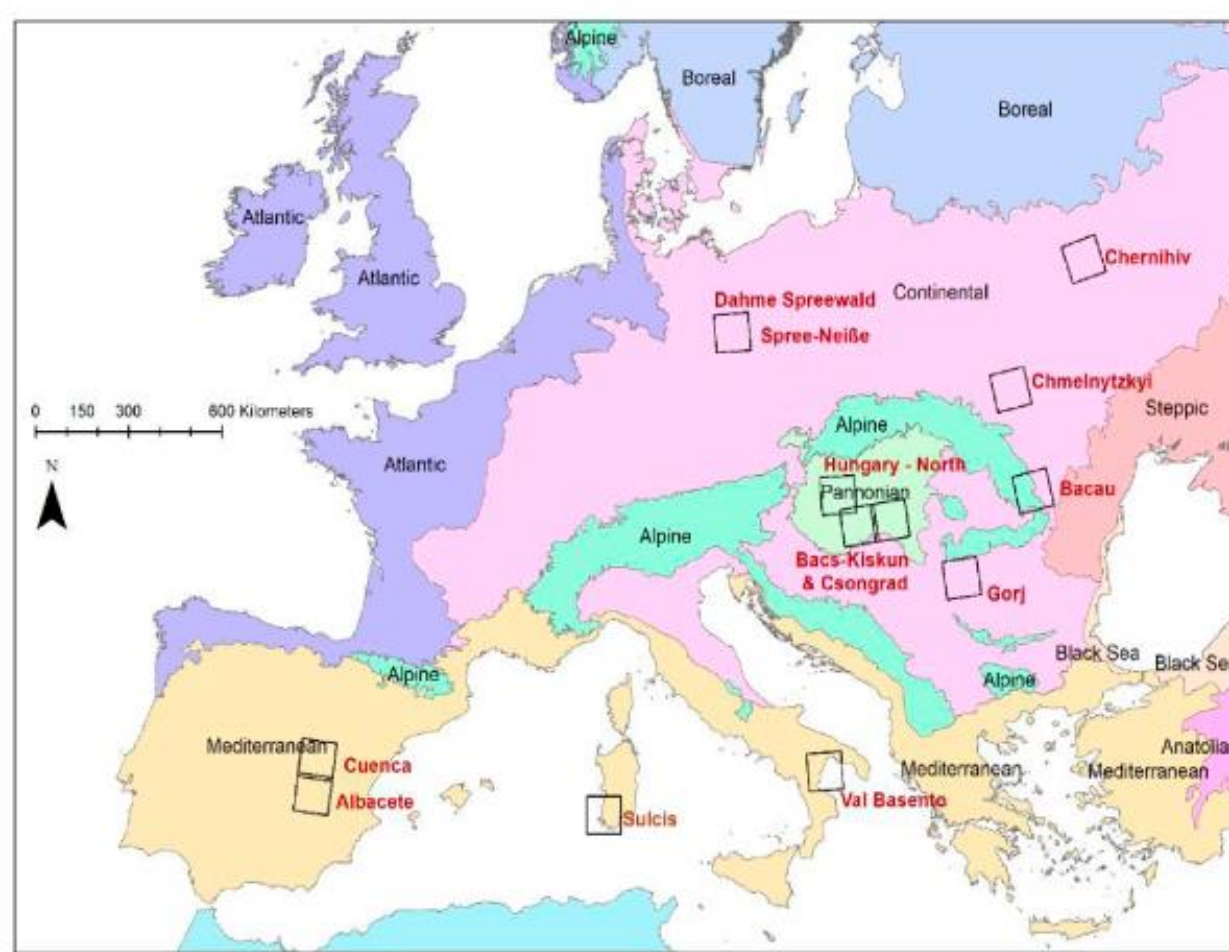 Alpine
Boreal
Boreal
Atlantic
Atlantic
Chernihiv
Continental
Dahme Spreewald
Spree-Neiße
Chmelnytzkyi
Steppic
0 150 300 600 Kilometers
N
Atlantic
Alpine
Hungary - North
Pannonian
Bacau
Alpine
Bacs-Kiskun
& Csongrad
Gorj
Black Sea
Black Se
Alpine
Alpine
Mediterranean
Cuenca
Albacete
Sulcis
Val Basento
Mediterranean
Anatolia
Mediterranean